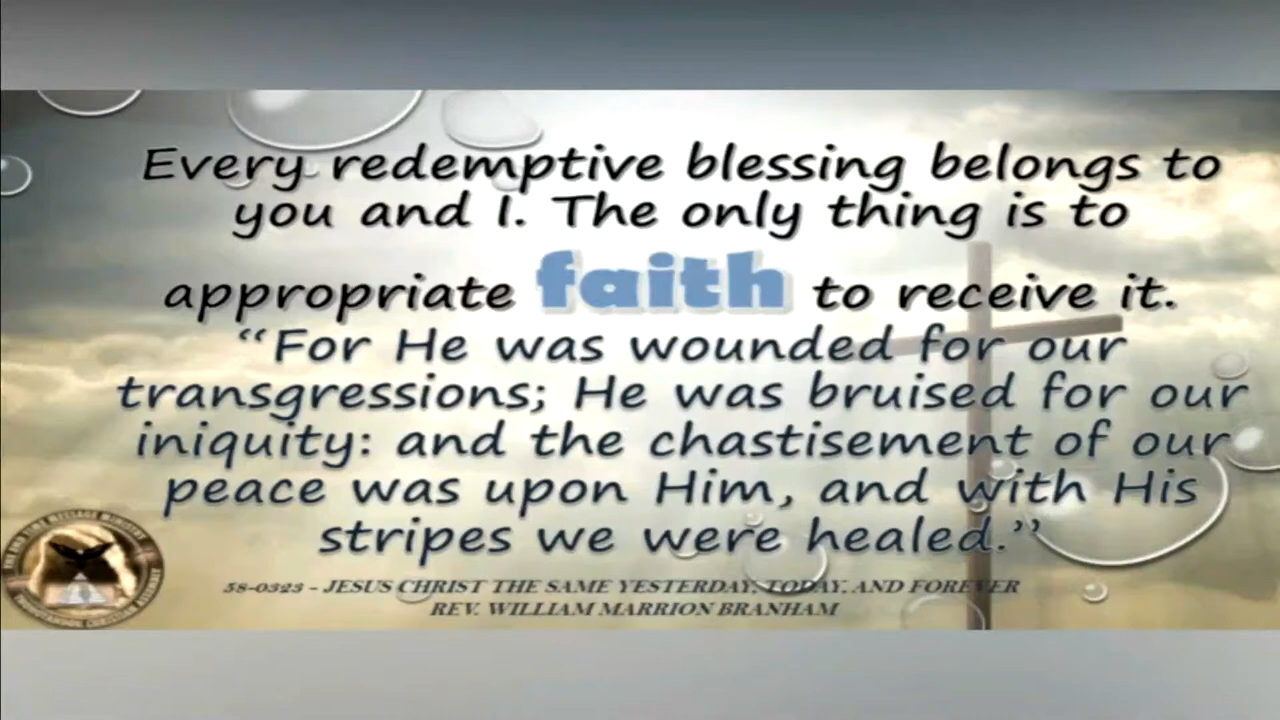 Every redemptive blessing belongs to
you and I. The only thing is to
appropriate faith to receive it.
“For He was wounded for our
transgressions; He was bruised for our
iniquity: and the chastisement of our
peace was upon Him, and with His
stripes we were healed.”
58-0323 - JESUS CHRIST THE SAME YESTERDAY, TODAY, AND FOREVER
REV. WILLIAM MARRION BRANHAM